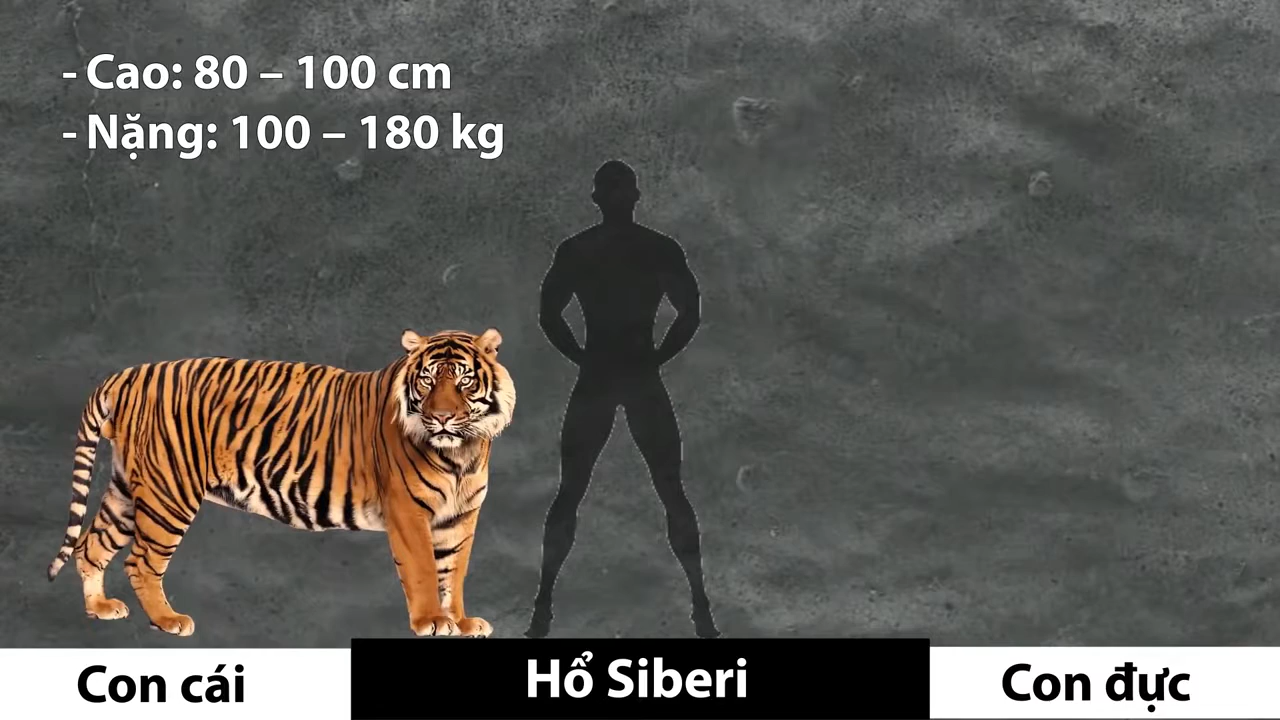 - Cao: 80 – 100 cm
- Nặng: 100 – 180 kg
Con cái
Hổ Siberi
Con đực